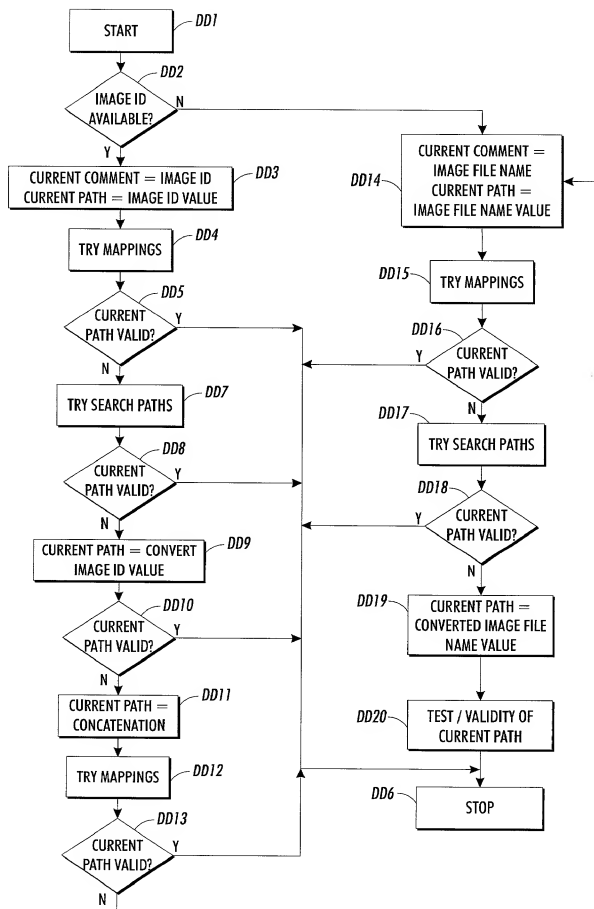 DD1
START
DD2
IMAGE ID
AVAILABLE?
N
Y
CURRENT COMMENT = IMAGE ID
CURRENT PATH = IMAGE ID VALUE
DD3
TRY MAPPINGS
DD4
DD5
CURRENT
PATH VALID?
Y
N
TRY SEARCH PATHS
DD7
DD8
CURRENT
PATH VALID?
Y
N
CURRENT PATH = CONVERT
IMAGE ID VALUE
DD9
DD10
CURRENT
PATH VALID?
Y
N
CURRENT PATH =
CONCATENATION
DD11
TRY MAPPINGS
DD12
DD13
CURRENT
PATH VALID?
Y
N
DD14
CURRENT COMMENT =
IMAGE FILE NAME
CURRENT PATH =
IMAGE FILE NAME VALUE
DD15
TRY MAPPINGS
DD16
Y
CURRENT
PATH VALID?
N
DD17
TRY SEARCH PATHS
DD18
Y
CURRENT
PATH VALID?
N
DD19
CURRENT PATH =
CONVERTED IMAGE FILE
NAME VALUE
DD20
TEST / VALIDITY OF
CURRENT PATH
DD6
STOP